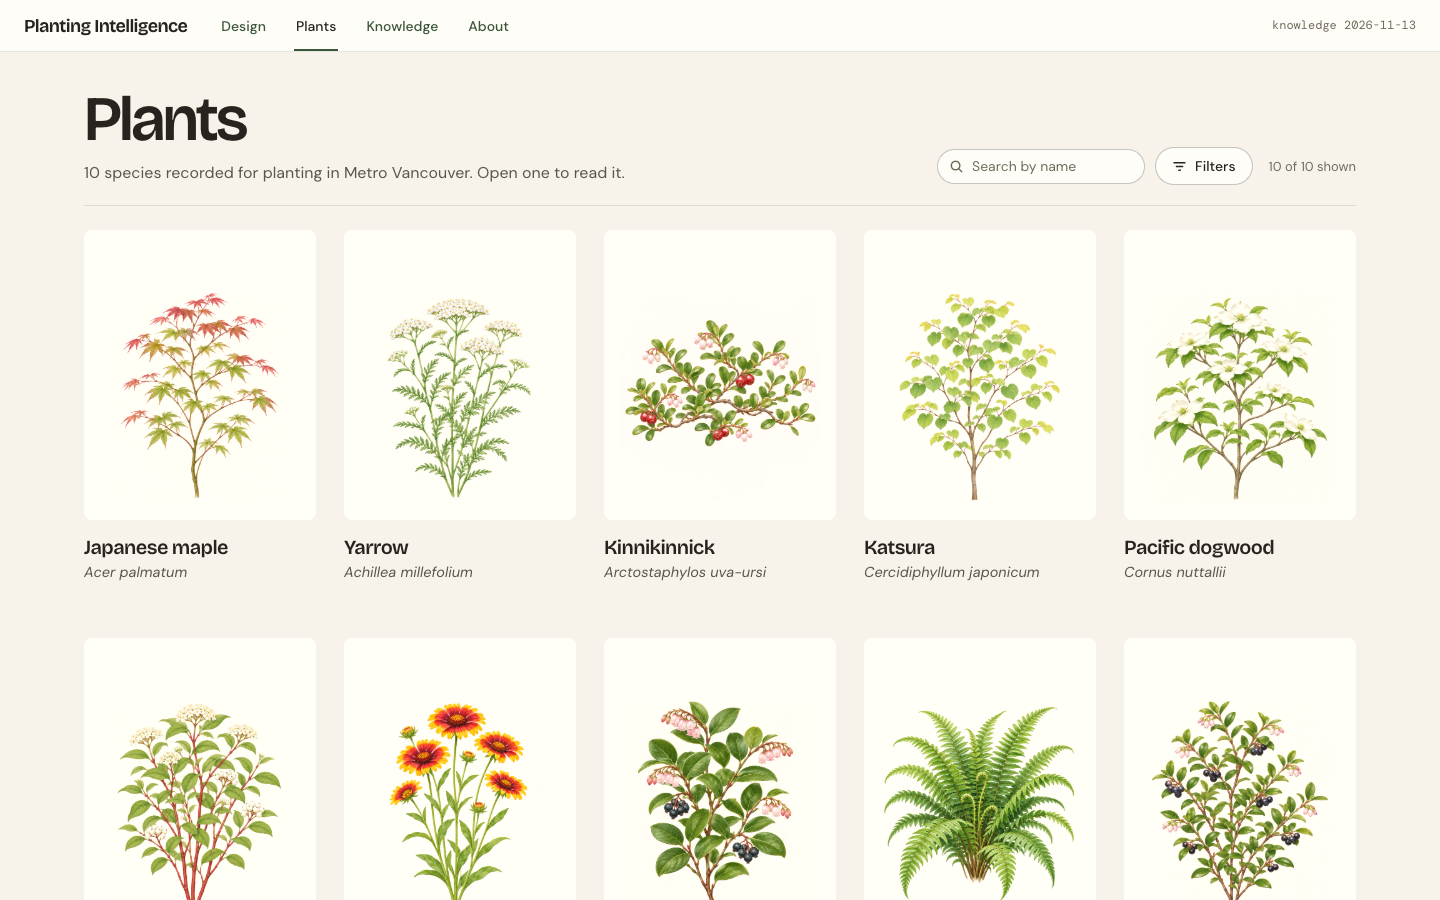 Planting Intelligence
Design
Plants
Knowledge
About
knowledge 2026-11-13
Plants
10 species recorded for planting in Metro Vancouver. Open one to read it.
Search by name
Filters
10 of 10 shown
Japanese maple
Acer palmatum
Yarrow
Achillea millefolium
Kinnikinnick
Arctostaphylos uva-ursi
Katsura
Cercidiphyllum japonicum
Pacific dogwood
Cornus nuttallii